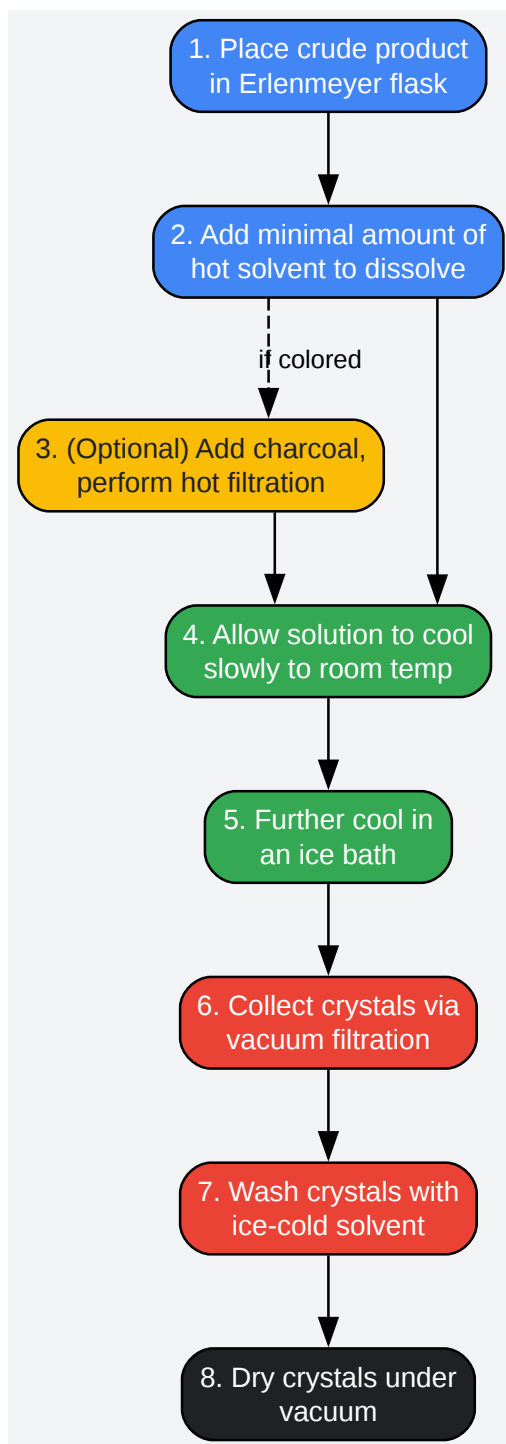 1. Place crude product
in Erlenmeyer flask
2. Add minimal amount of
hot solvent to dissolve
if colored
3. (Optional) Add charcoal,
perform hot filtration
4. Allow solution to cool
slowly to room temp
5. Further cool in
an ice bath
6. Collect crystals via
vacuum filtration
7. Wash crystals with
ice-cold solvent
8. Dry crystals under
vacuum